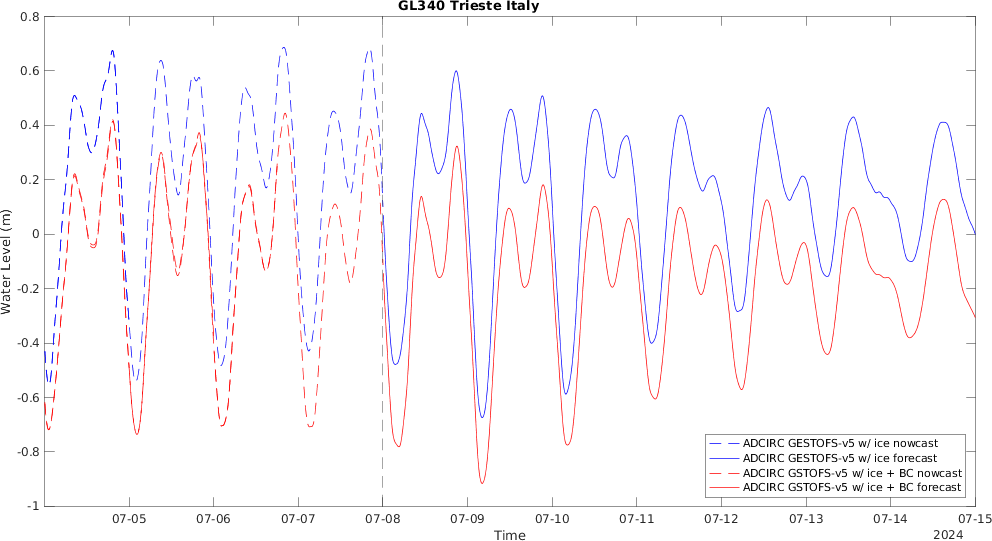 GL340 Trieste Italy
Water Level (m)
0.8
0.6
0.4
0.2
0
-0.2
-0.4
-0.6
-0.8
-1
ADCIRC GESTOFS-v5 w/ ice nowcast
ADCIRC GESTOFS-v5 w/ ice forecast
ADCIRC GSTOFS-v5 w/ ice + BC nowcast
ADCIRC GSTOFS-v5 w/ ice + BC forecast
07-05 07-06 07-07 07-08 07-09 07-10 07-11 07-12 07-13 07-14 07-15
Time
2024